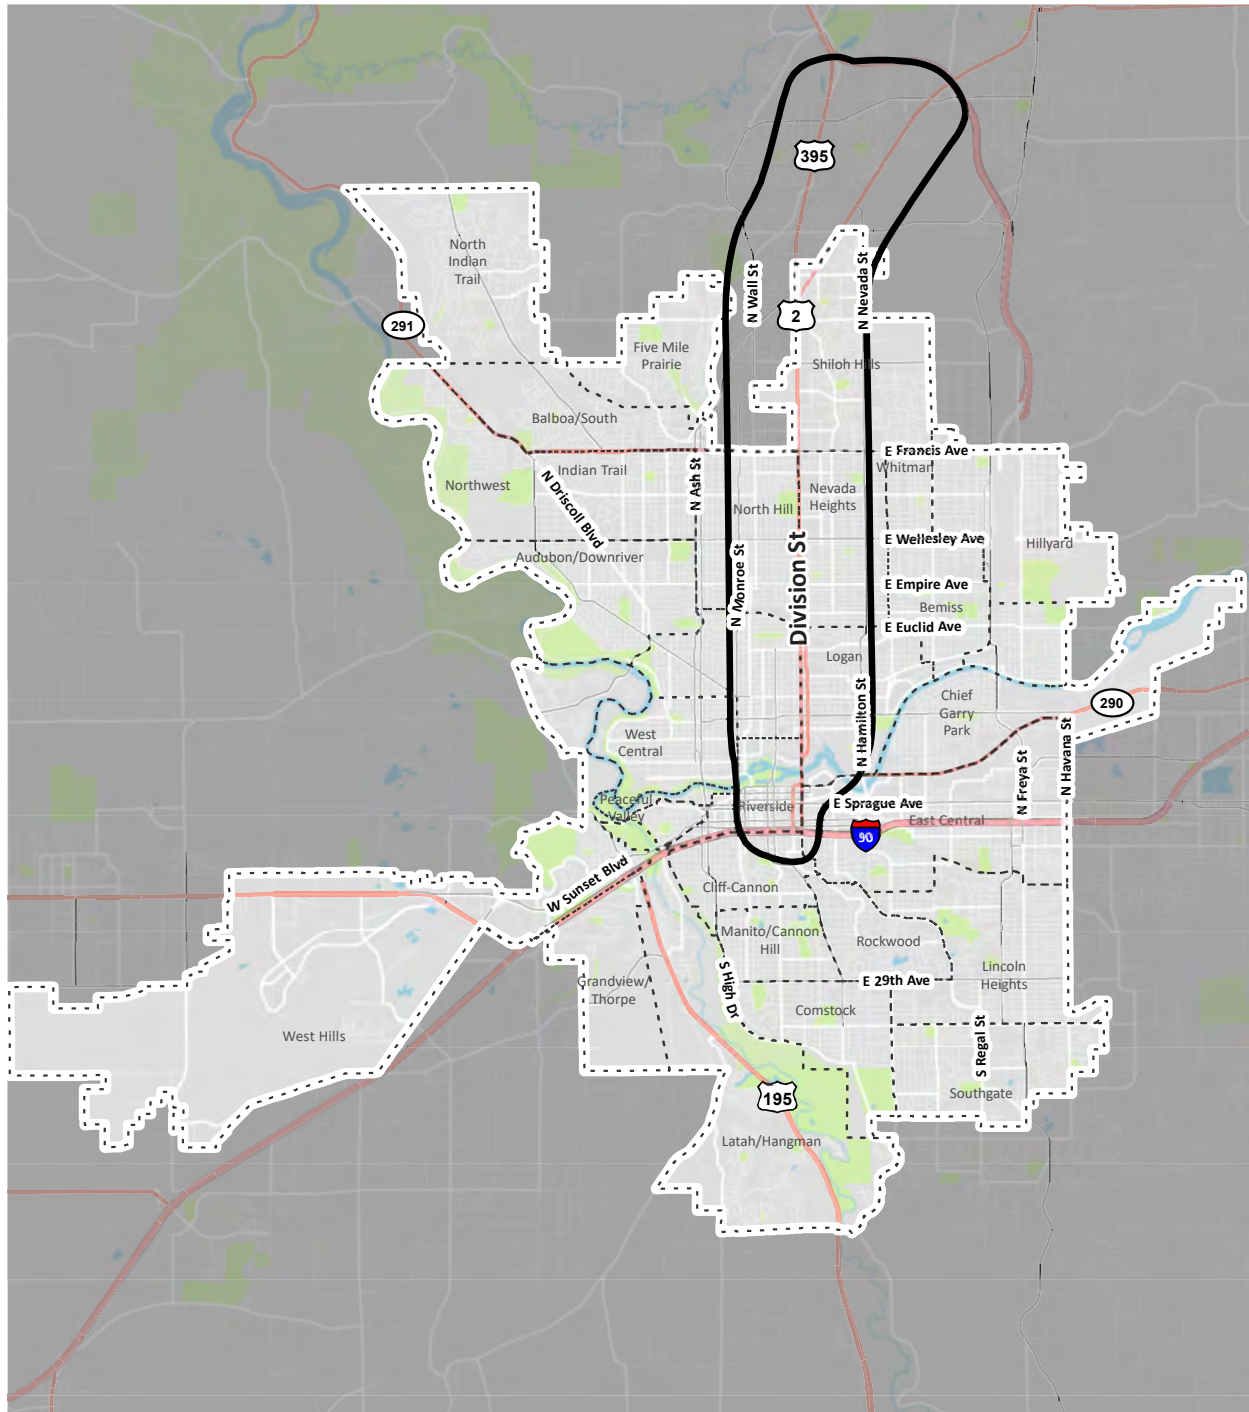 395
North
Indian
Trail
N Wall St
N Nevada St
2
291
Five Mile
Prairie
Shiloh Hills
Balboa/South
Indian Trail
E Francis Ave
Whitman
N Ash St
Northwest
N Driscoll Blvd
Nevada
Heights
North Hill
Division St
E Wellesley Ave
Hillyard
Audubon/Downriver
N Monroe St
E Empire Ave
Bemiss
E Euclid Ave
Logan
N Hamilton St
Chief
Garry
Park
290
West
Central
N Havana St
N Freya St
Peaceful
Valley
Riverside
E Sprague Ave
East Central
90
W Sunset Blvd
Cliff-Cannon
Manito/Cannon
Hill
Rockwood
S High Dr
E 29th Ave
Lincoln
Heights
Grandview/
Thorpe
Comstock
West Hills
S Regal St
195
Southgate
Latah/Hangman